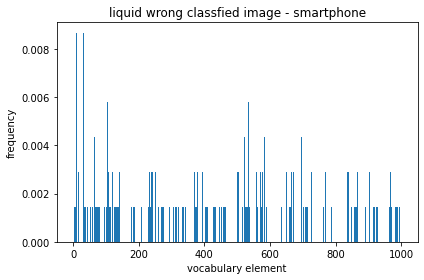 liquid wrong classfied image - smartphone
frequency
0.008
0.006
0.004
0.002
0.000
0 200 400 600 800 1000
vocabulary element